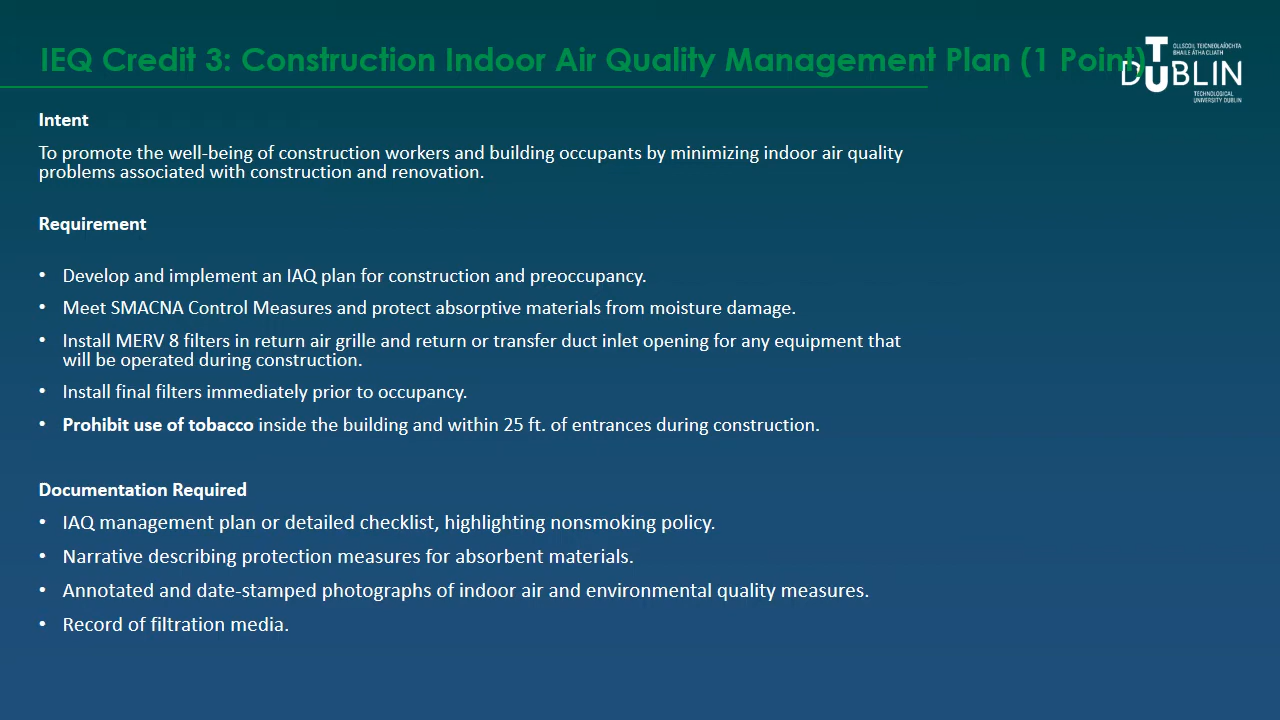 IEQ Credit 3: Construction Indoor Air Quality Management Plan (1 Point)
OLLSCOIL TEICNEOLAÍOCHTA
BHAILE ÁTHA CLIATH
TU DUBLIN
TECHNOLOGICAL
UNIVERSITY DUBLIN
Intent
To promote the well-being of construction workers and building occupants by minimizing indoor air quality
problems associated with construction and renovation.
Requirement
• Develop and implement an IAQ plan for construction and preoccupancy.
• Meet SMACNA Control Measures and protect absorptive materials from moisture damage.
• Install MERV 8 filters in return air grille and return or transfer duct inlet opening for any equipment that
will be operated during construction.
• Install final filters immediately prior to occupancy.
• Prohibit use of tobacco inside the building and within 25 ft. of entrances during construction.
Documentation Required
• IAQ management plan or detailed checklist, highlighting nonsmoking policy.
• Narrative describing protection measures for absorbent materials.
• Annotated and date-stamped photographs of indoor air and environmental quality measures.
• Record of filtration media.